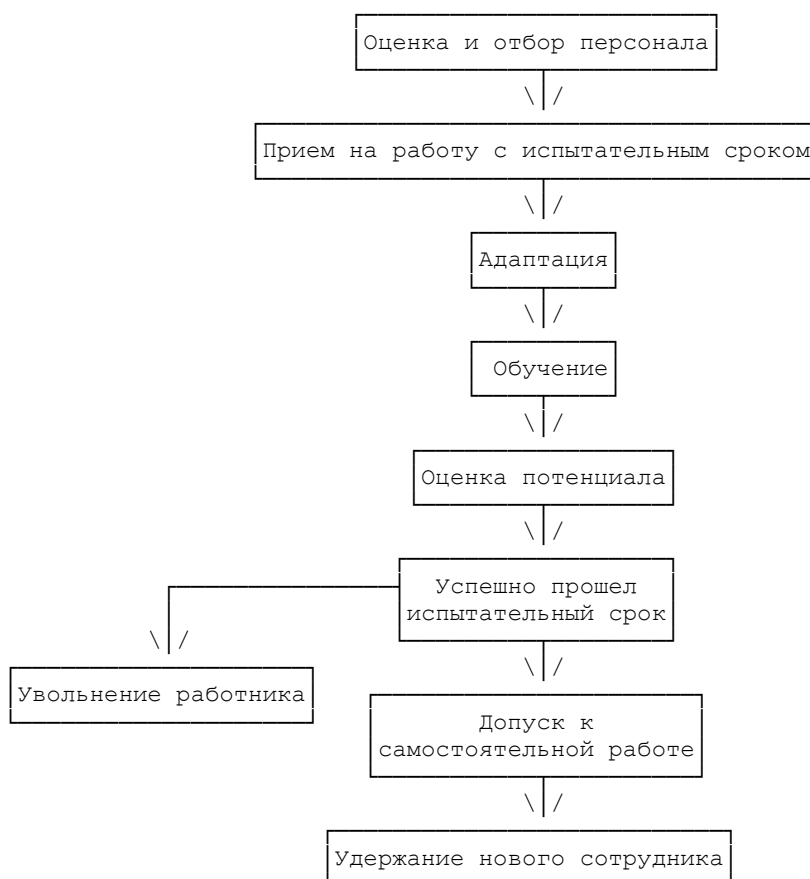 Оценка и отбор персонала
Прием на работу с испытательным сроком
Адаптация
Обучение
Оценка потенциала
Успешно прошел
испытательный срок
Увольнение работника
Допуск к
самостоятельной работе
Удержание нового сотрудника